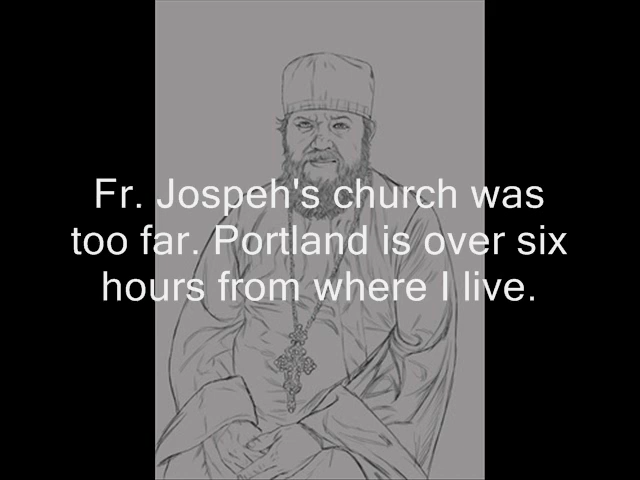 Fr. Jospeh's church was
too far. Portland is over six
hours from where I live.